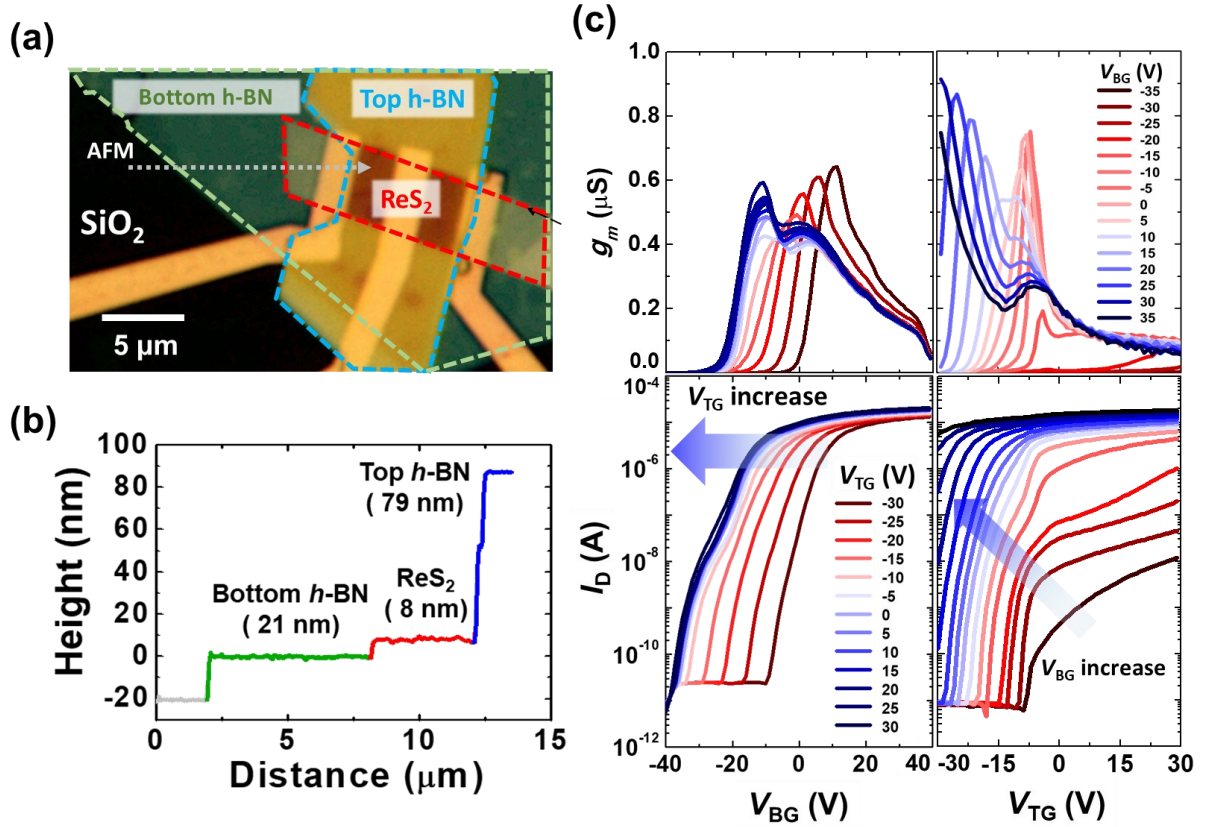 (a)
Bottom h-BN
Top h-BN
AFM
ReS2
SiO2
5 μm
(b)
Height (nm)
100
80
60
40
20
0
-20
Top h-BN
( 79 nm)
Bottom h-BN
( 21 nm)
ReS2
( 8 nm)
0
5
10
15
Distance (μm)
(c)
gm (μS)
1.0
0.8
0.6
0.4
0.2
0.0
VBG (V)
-35
-30
-25
-20
-15
-10
-5
0
5
10
15
20
25
30
35
ID (A)
10-4
10-6
10-8
10-10
10-12
VTG increase
VTG (V)
-30
-25
-20
-15
-10
-5
0
5
10
15
20
25
30
VBG increase
-40
-20
0
20
40
VBG (V)
-30
-15
0
15
30
VTG (V)